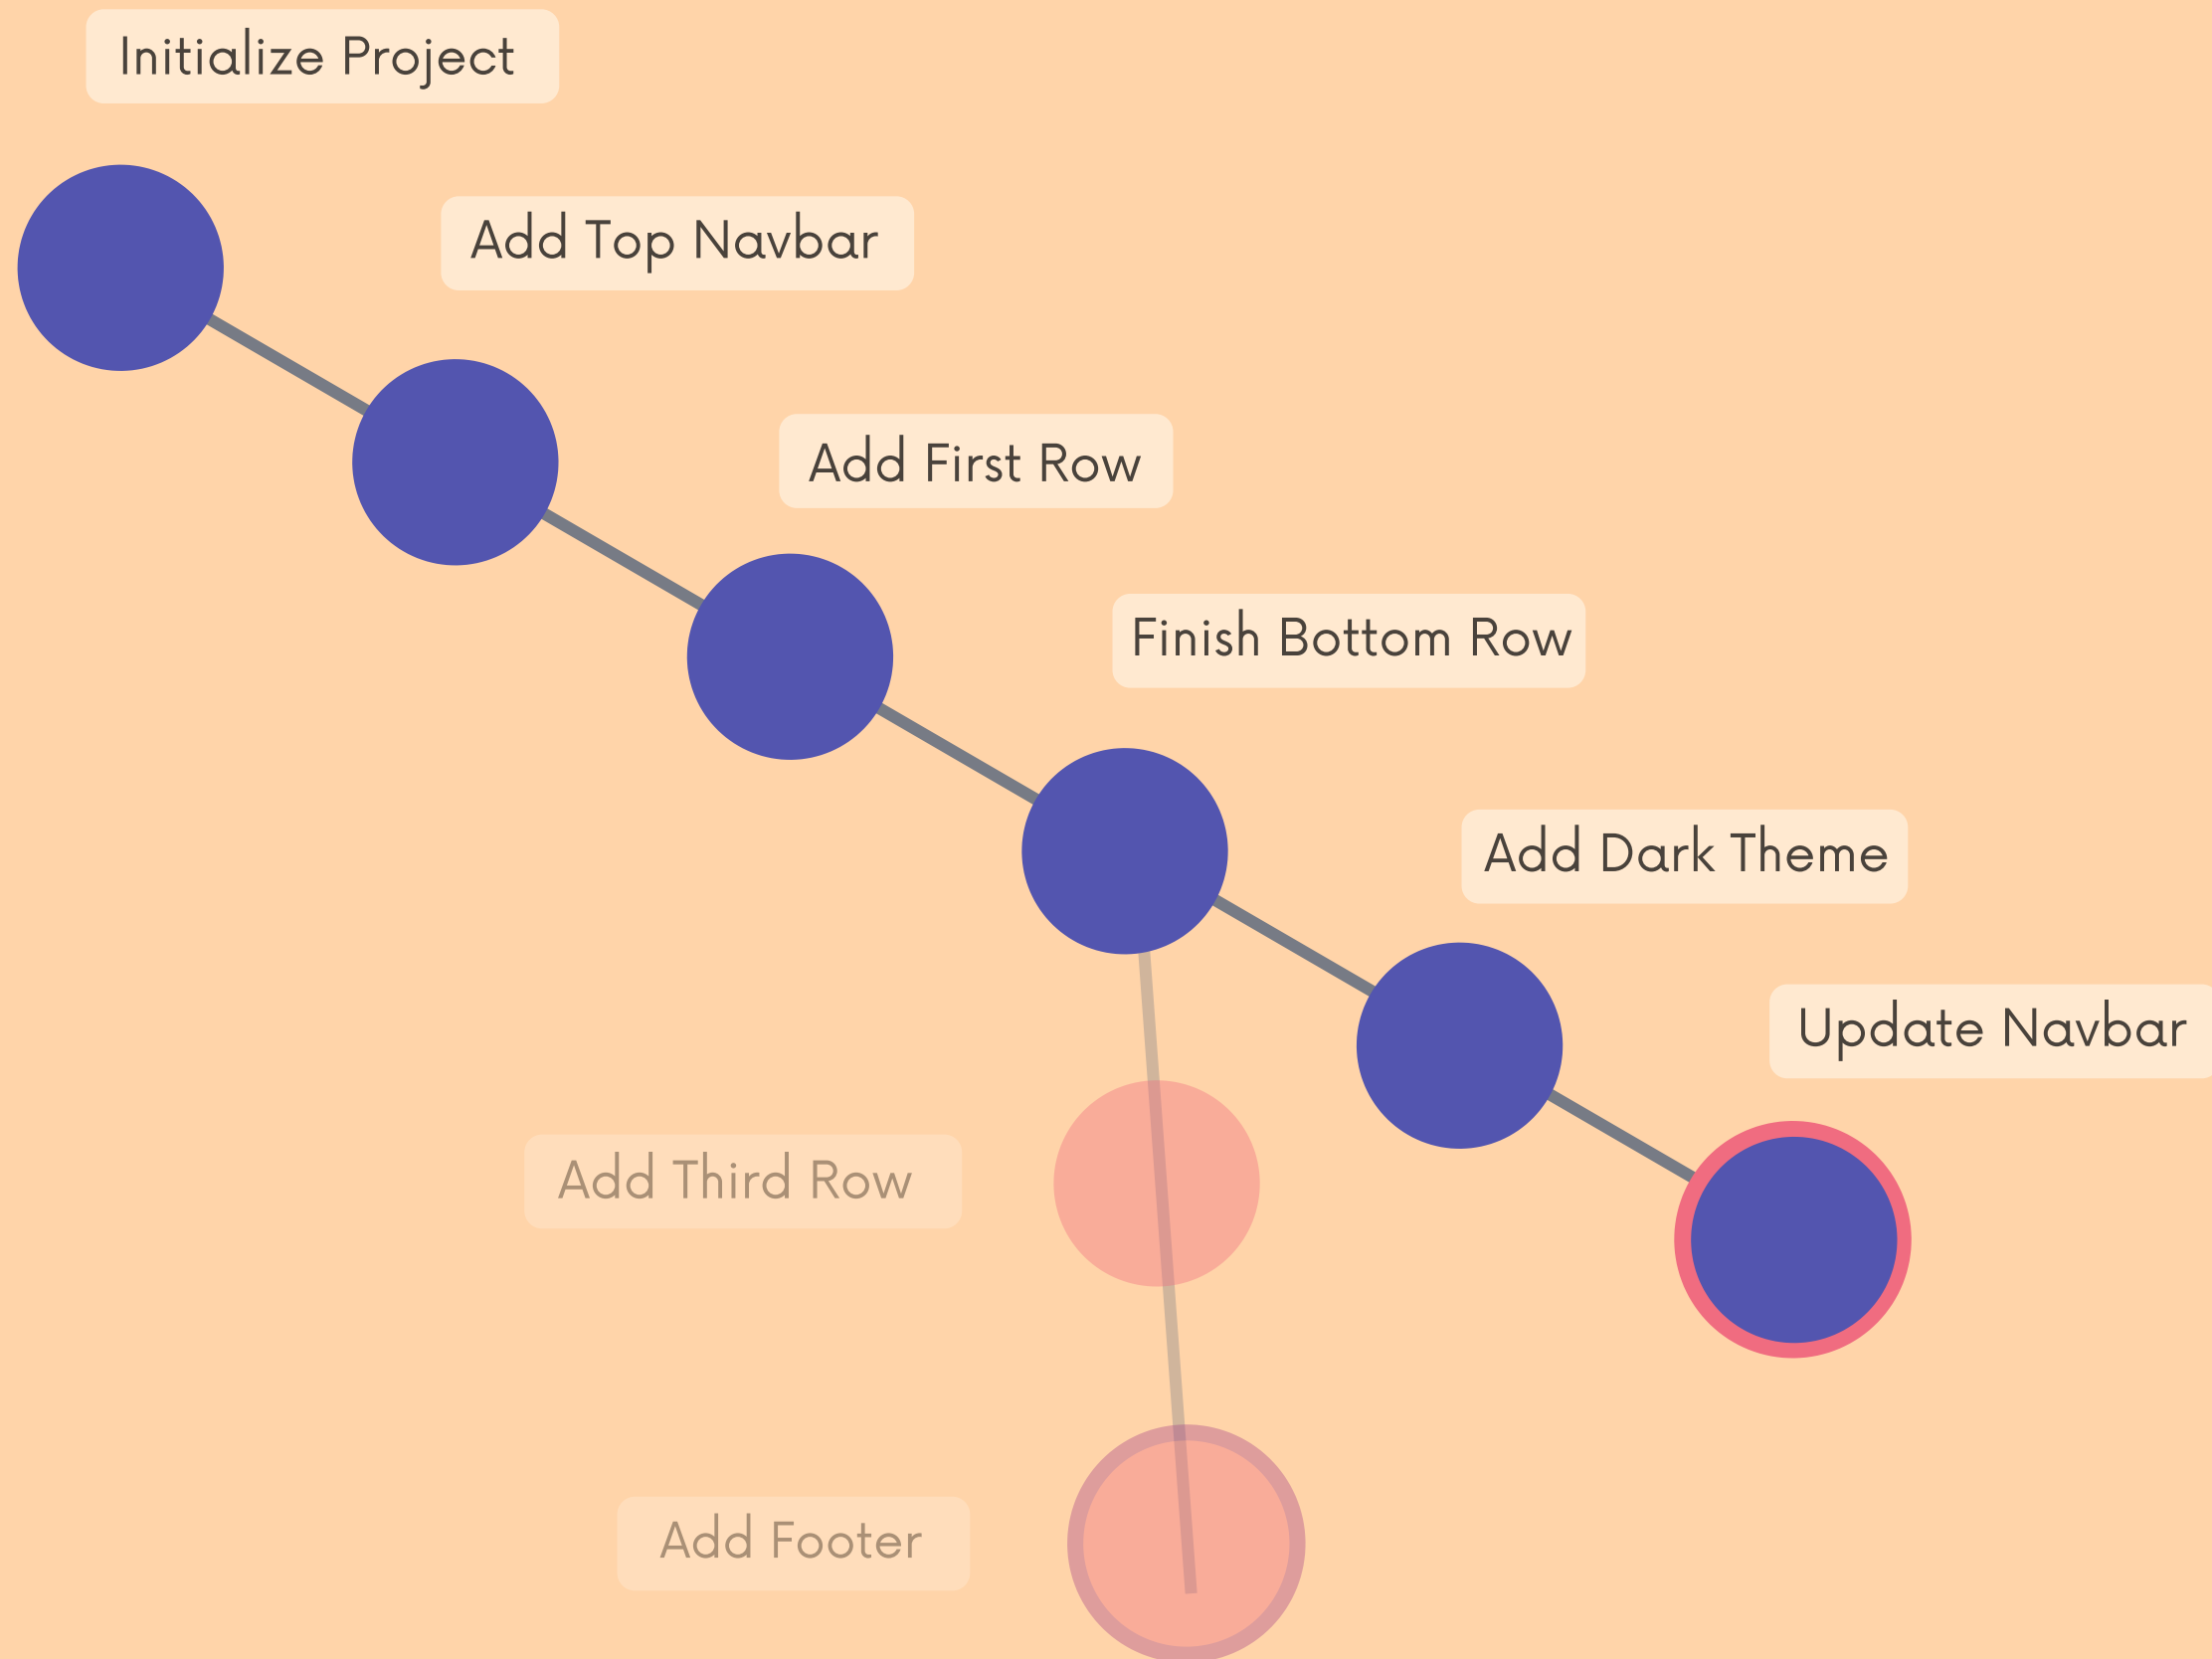 Initialize Project
Add Top Navbar
Add First Row
Finish Bottom Row
Add Dark Theme
Update Navbar
Add Third Row
Add Footer